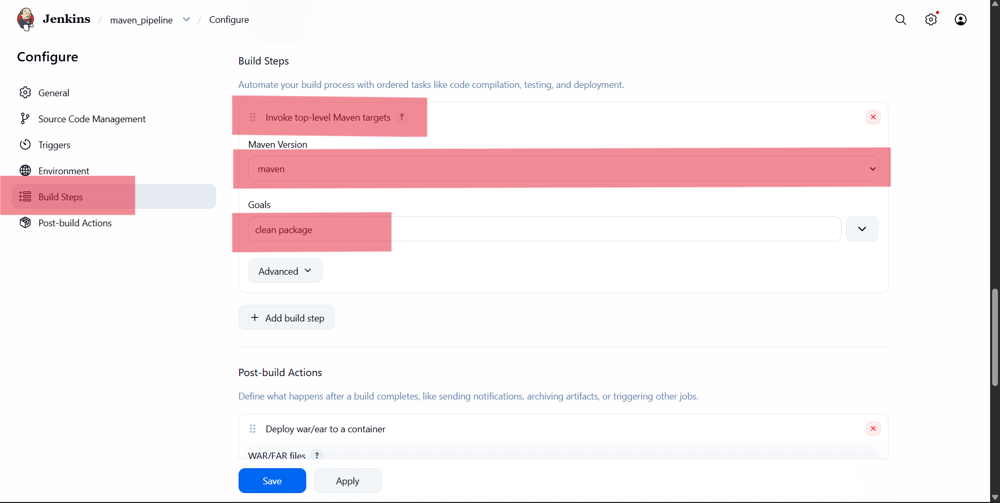 Jenkins / maven_pipeline / Configure
Configure
General
Source Code Management
Triggers
Environment
Build Steps
Post-build Actions
Build Steps
Automate your build process with ordered tasks like code compilation, testing, and deployment.
Invoke top-level Maven targets ?
Maven Version
maven
Goals
clean package
Advanced
+ Add build step
Post-build Actions
Define what happens after a build completes, like sending notifications, archiving artifacts, or triggering other jobs.
Deploy war/ear to a container
WAR/EAR files ?
Save
Apply